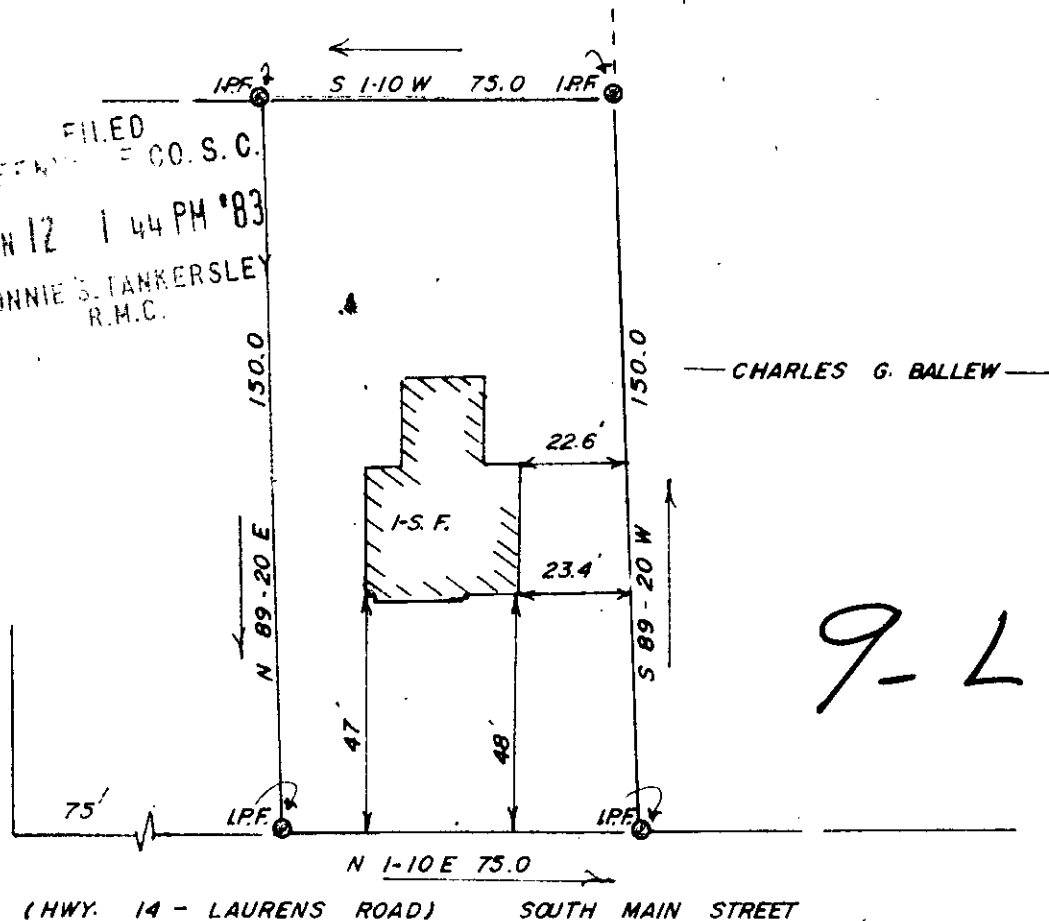 I.P.F. S 1-10 W 75.0 I.P.F.
FILED
CO. S. C.
12 1 44 PM '83
S. TANKERSLEY
R.M.C.
150.0
150.0
CHARLES G. BALLEW
22.6'
1-S. F.
23.4'
N 89-20 E
S 89-20 W
9- L
47'
48'
75'
I.P.F.
I.P.F.
N 1-10 E 75.0
(HWY. 14 - LAURENS ROAD) SOUTH MAIN STREET